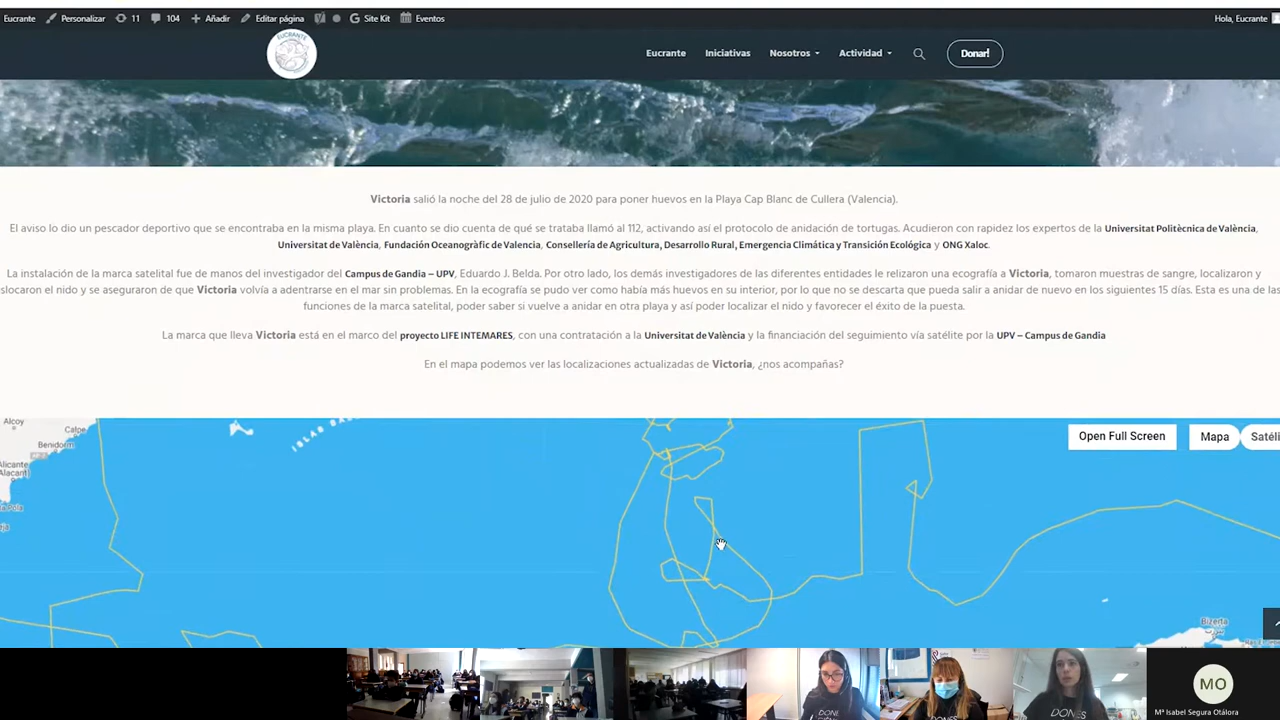 Eucrante Personalizar 11 104 Añadir Editar página Site Kit Eventos Hola, Eucrante
EUCRANTE
Eucrante Iniciativas Nosotros Actividad Donar!
Victoria salió la noche del 28 de julio de 2020 para poner huevos en la Playa Cap Blanc de Cullera (Valencia).
El aviso lo dio un pescador deportivo que se encontraba en la misma playa. En cuanto se dio cuenta de qué se trataba llamó al 112, activando así el protocolo de anidación de tortugas. Acudieron con rapidez los expertos de la Universitat Politècnica de València,
Universitat de València, Fundación Oceanogràfic de Valencia, Consellería de Agricultura, Desarrollo Rural, Emergencia Climática y Transición Ecológica y ONG Xaloc.
La instalación de la marca satelital fue de manos del investigador del Campus de Gandia – UPV, Eduardo J. Belda. Por otro lado, los demás investigadores de las diferentes entidades le relizaron una ecografía a Victoria, tomaron muestras de sangre, localizaron y
slocaron el nido y se aseguraron de que Victoria volvía a adentrarse en el mar sin problemas. En la ecografía se pudo ver como había más huevos en su interior, por lo que no se descarta que pueda salir a anidar de nuevo en los siguientes 15 días. Esta es una de las
funciones de la marca satelital, poder saber si vuelve a anidar en otra playa y así poder localizar el nido y favorecer el éxito de la puesta.
La marca que lleva Victoria está en el marco del proyecto LIFE INTEMARES, con una contratación a la Universitat de València y la financiación del seguimiento vía satélite por la UPV – Campus de Gandia
En el mapa podemos ver las localizaciones actualizadas de Victoria, ¿nos acompañas?
Alcoy
Calpe
Benidorm
Alicante
(Alacant)
a Pola
ISLAS
Open Full Screen Mapa Satéli
Bizerta
بنزرت
DONES
DONES
DONES
MO
Mª Isabel Segura Otálora